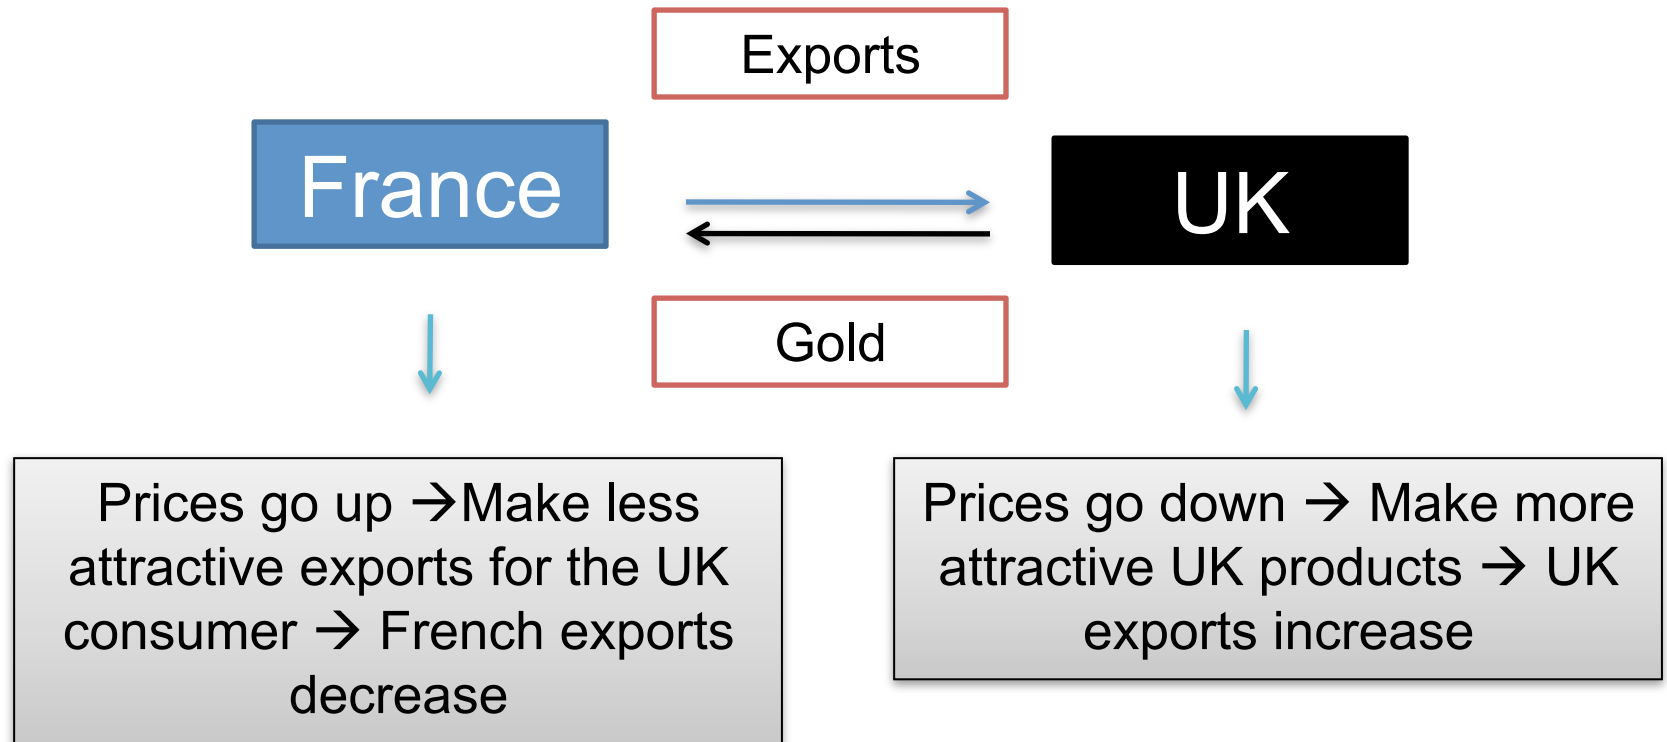 Exports
France
UK
Gold
Prices go up →Make less
attractive exports for the UK
consumer → French exports
decrease
Prices go down → Make more
attractive UK products → UK
exports increase